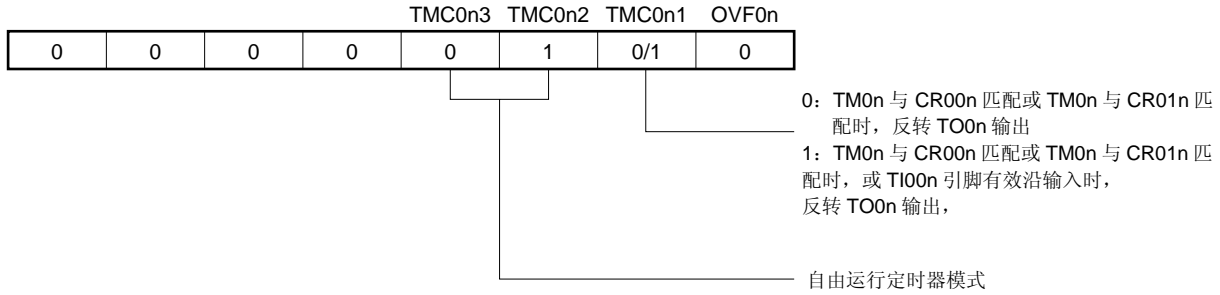 TMC0n3 TMC0n2 TMC0n1 OVF0n
0 0 0 0 0 1 0/1 0
0：TM0n 与 CR00n 匹配或 TM0n 与 CR01n 匹
配时，反转 TO0n 输出
1：TM0n 与 CR00n 匹配或 TM0n 与 CR01n 匹
配时，或 TI00n 引脚有效沿输入时，
反转 TO0n 输出，
自由运行定时器模式